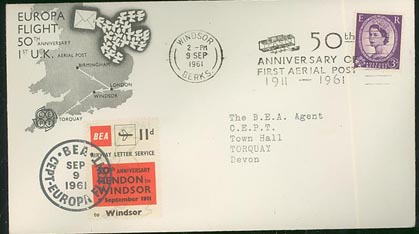 EUROPA
FLIGHT
50TH ANNIVERSARY
1ST U.K. AERIAL POST
BIRMINGHAM
LONDON
WINDSOR
TORQUAY
WINDSOR
2 - PM
9 SEP
1961
BERKS.
50th
ANNIVERSARY OF
FIRST AERIAL POST
1911 - 1961
E R
3D
BEA
11d
AIRWAY LETTER SERVICE
50th ANNIVERSARY
HENDON to
WINDSOR
9 September 1911
to Windsor
BEA
SEP
9
1961
CEPT-EUROPA
The B.E.A. Agent
C.E.P.T.
Town Hall
TORQUAY
Devon